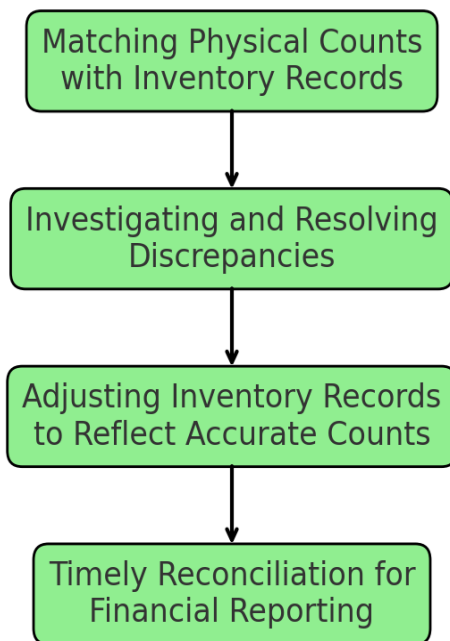 Matching Physical Counts
with Inventory Records
Investigating and Resolving
Discrepancies
Adjusting Inventory Records
to Reflect Accurate Counts
Timely Reconciliation for
Financial Reporting